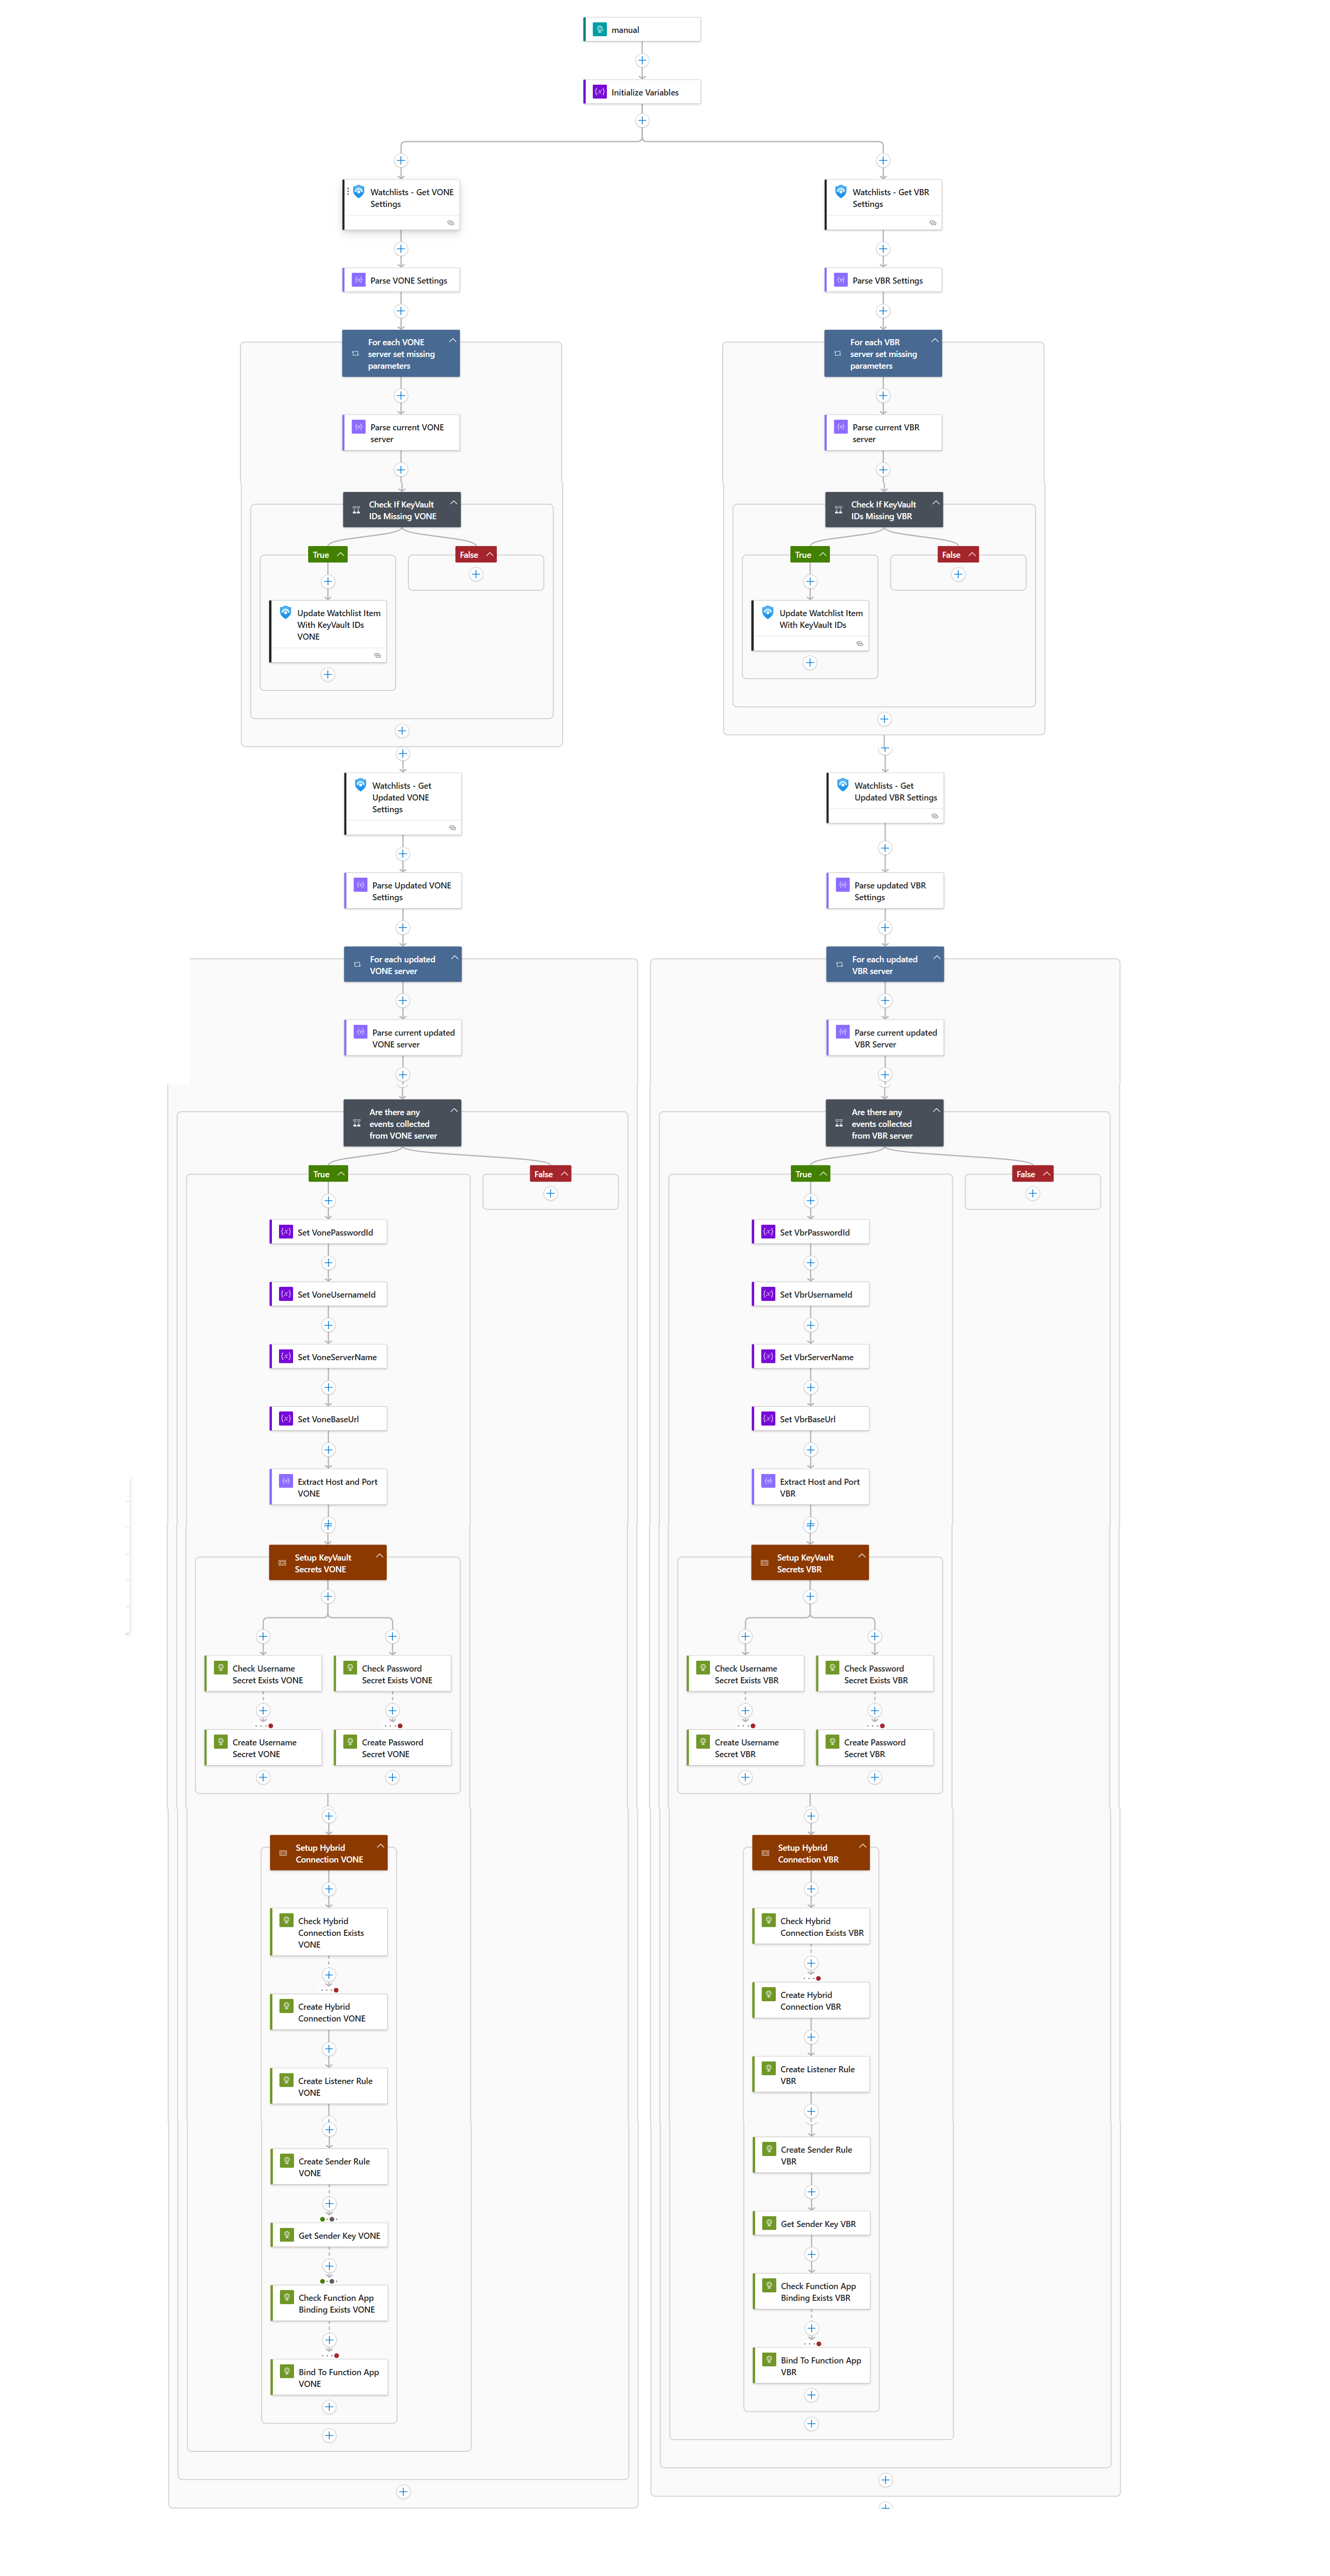 manual
Initialize Variables
Watchlists - Get VONE
Settings
Watchlists - Get VBR
Settings
Parse VONE Settings
Parse VBR Settings
For each VONE
server set missing
parameters
For each VBR
server set missing
parameters
Parse current VONE
server
Parse current VBR
server
Check If KeyVault
IDs Missing VONE
Check If KeyVault
IDs Missing VBR
True
False
True
False
Update Watchlist Item
With KeyVault IDs
VONE
Update Watchlist Item
With KeyVault IDs
Watchlists - Get
Updated VONE
Settings
Watchlists - Get
Updated VBR Settings
Parse Updated VONE
Settings
Parse updated VBR
Settings
For each updated
VONE server
For each updated
VBR server
Parse current updated
VONE server
Parse current updated
VBR Server
Are there any
events collected
from VONE server
Are there any
events collected
from VBR server
True
False
True
False
Set VonePasswordId
Set VbrPasswordId
Set VoneUsernameId
Set VbrUsernameId
Set VoneServerName
Set VbrServerName
Set VoneBaseUrl
Set VbrBaseUrl
Extract Host and Port
VONE
Extract Host and Port
VBR
Setup KeyVault
Secrets VONE
Setup KeyVault
Secrets VBR
Check Username
Secret Exists VONE
Check Password
Secret Exists VONE
Check Username
Secret Exists VBR
Check Password
Secret Exists VBR
Create Username
Secret VONE
Create Password
Secret VONE
Create Username
Secret VBR
Create Password
Secret VBR
Setup Hybrid
Connection VONE
Setup Hybrid
Connection VBR
Check Hybrid
Connection Exists
VONE
Check Hybrid
Connection Exists VBR
Create Hybrid
Connection VONE
Create Hybrid
Connection VBR
Create Listener Rule
VONE
Create Listener Rule
VBR
Create Sender Rule
VONE
Create Sender Rule
VBR
Get Sender Key VONE
Get Sender Key VBR
Check Function App
Binding Exists VONE
Check Function App
Binding Exists VBR
Bind To Function App
VONE
Bind To Function App
VBR